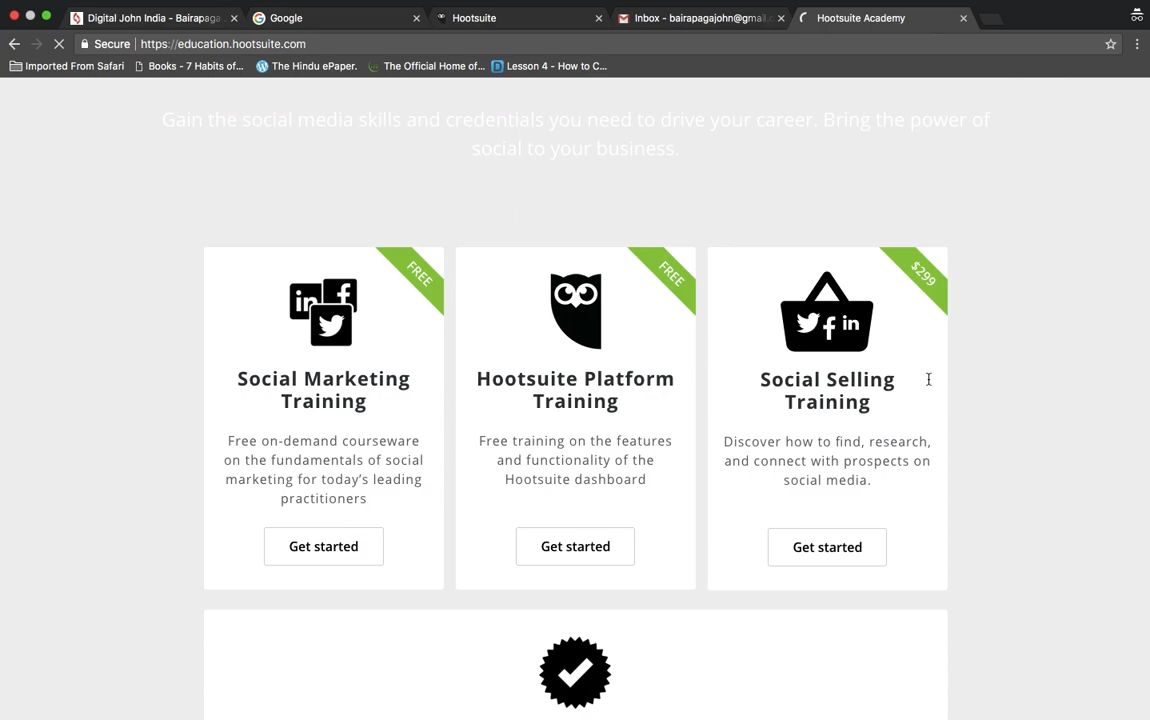 Digital John India - Bairapaga
Google
Hootsuite
Inbox - bairapagajohn@gmail.c
Hootsuite Academy
Secure
https://education.hootsuite.com
Imported From Safari
Books - 7 Habits of...
The Hindu ePaper.
The Official Home of...
Lesson 4 - How to C...
Gain the social media skills and credentials you need to drive your career. Bring the power of
social to your business.
FREE
Social Marketing
Training
Free on-demand courseware
on the fundamentals of social
marketing for today’s leading
practitioners
Get started
FREE
Hootsuite Platform
Training
Free training on the features
and functionality of the
Hootsuite dashboard
Get started
$299
Social Selling
Training
Discover how to find, research,
and connect with prospects on
social media.
Get started